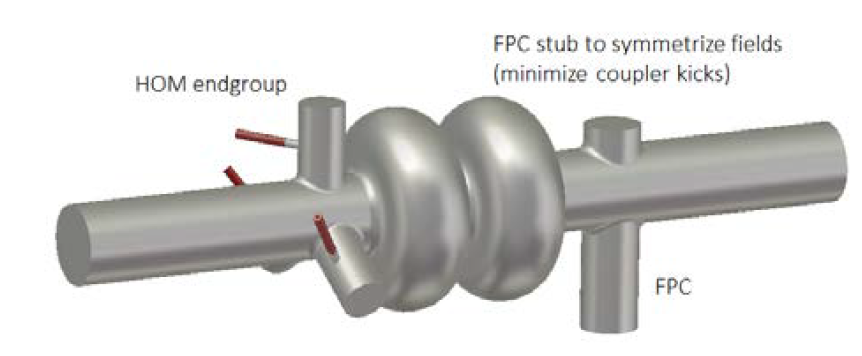 FPC stub to symmetrize fields
(minimize coupler kicks)
HOM endgroup
FPC